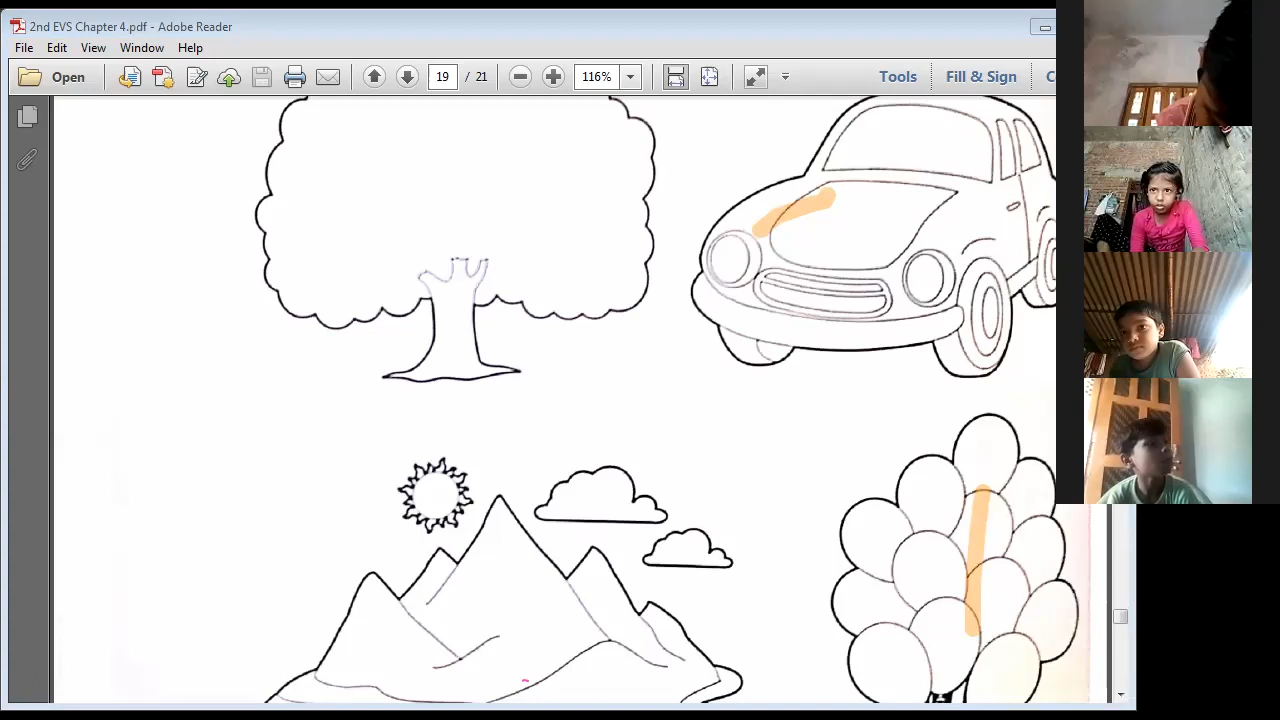 2nd EVS Chapter 4.pdf - Adobe Reader
File Edit View Window Help
Open 19 / 21 116% Tools Fill & Sign